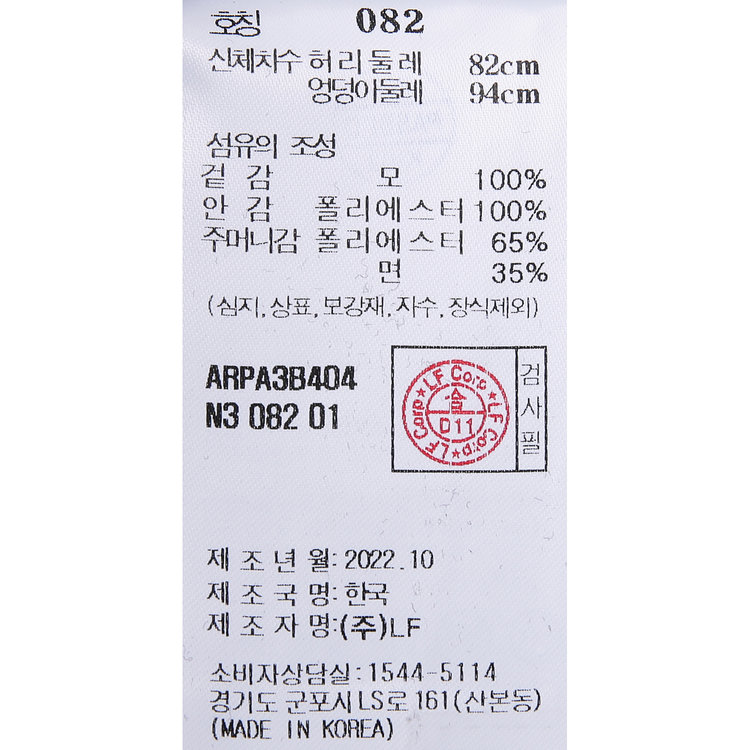 호칭 082
신체치수 허리둘레 82cm
엉덩이둘레 94cm
섬유의 조성
겉감 모 100%
안감 폴리에스터 100%
주머니감 폴리에스터 65%
면 35%
(심지, 상표, 보강재, 자수, 장식제외)
ARPA3B404
N3 082 01
LF Corp★LF Corp★LF Corp★
합
D11
검사필
제조년월: 2022.10
제조국명: 한국
제조자명: (주)LF
소비자상담실: 1544-5114
경기도 군포시 LS로 161(산본동)
(MADE IN KOREA)